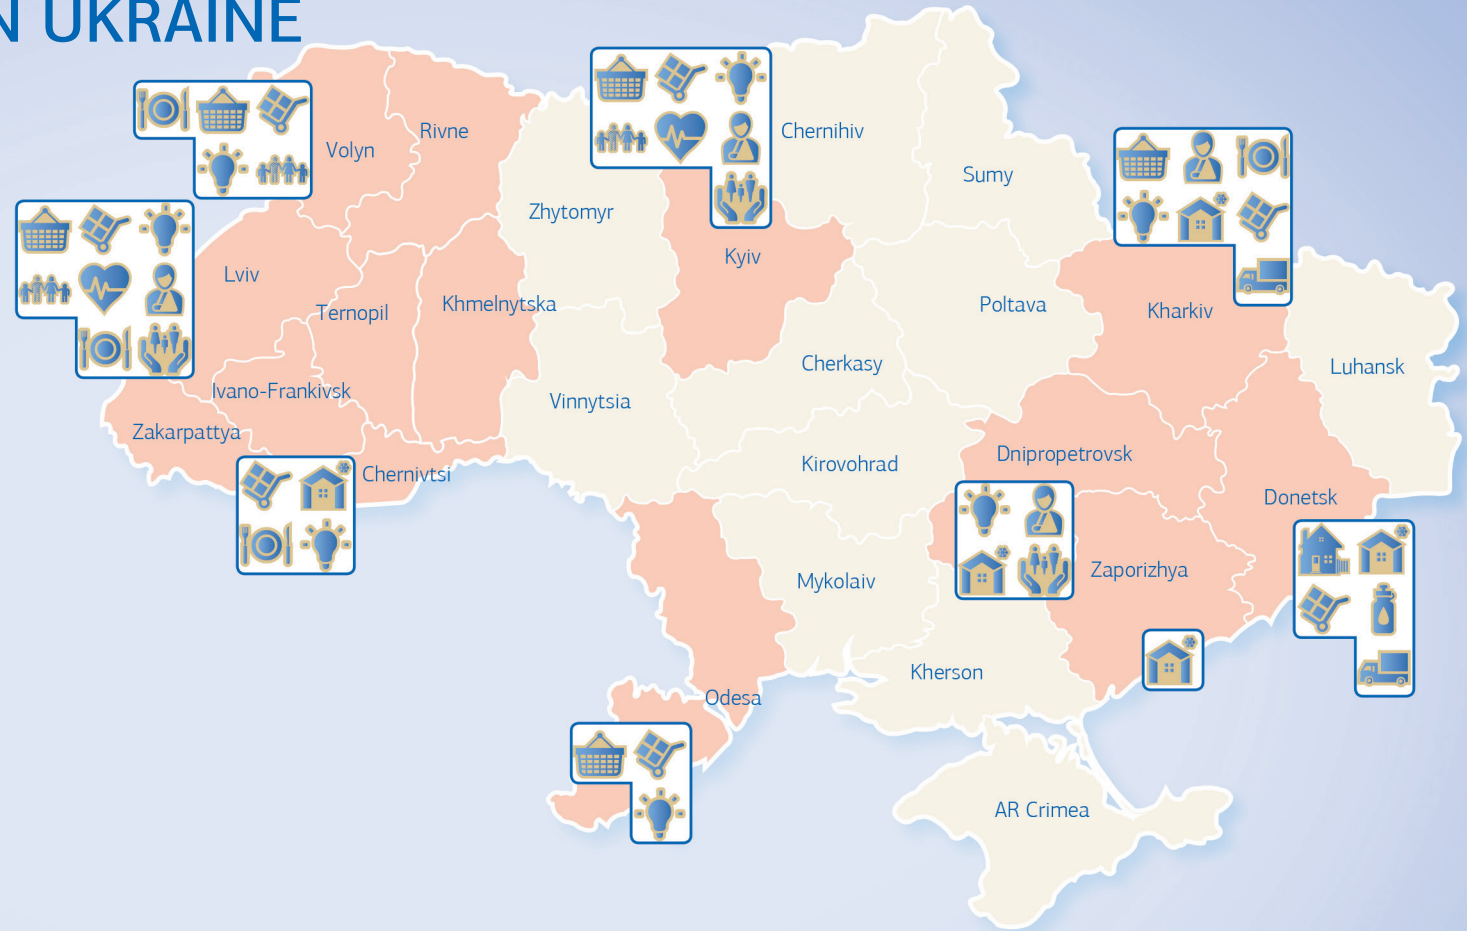 N UKRAINE
Rivne
Volyn
Chernihiv
Sumy
Zhytomyr
Kyiv
Lviv
Ternopil
Khmelnytska
Poltava
Kharkiv
Cherkasy
Luhansk
Ivano-Frankivsk
Vinnytsia
Zakarpattya
Chernivtsi
Kirovohrad
Dnipropetrovsk
Donetsk
Mykolaiv
Zaporizhya
Kherson
Odesa
AR Crimea